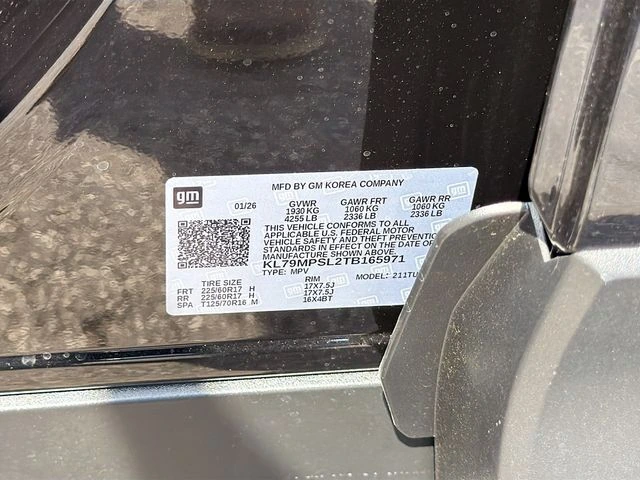 gm
MFD BY GM KOREA COMPANY
01/26 GVWR GAWR FRT GAWR RR
1930 KG 1060 KG 1060 KG
4255 LB 2336 LB 2336 LB
THIS VEHICLE CONFORMS TO ALL
APPLICABLE U.S. FEDERAL MOTOR
VEHICLE SAFETY AND THEFT PREVENTIO
STANDARDS IN EFFECT ON THE DATE OF
MANUFACTURE SHOWN ABOVE.
KL79MPSL2TB165971
TYPE: MPV MODEL: 211TU
TIRE SIZE RIM
FRT 225/60R17 H 17X7.5J
RR 225/60R17 H 17X7.5J
SPA T125/70R16 M 16X4BT